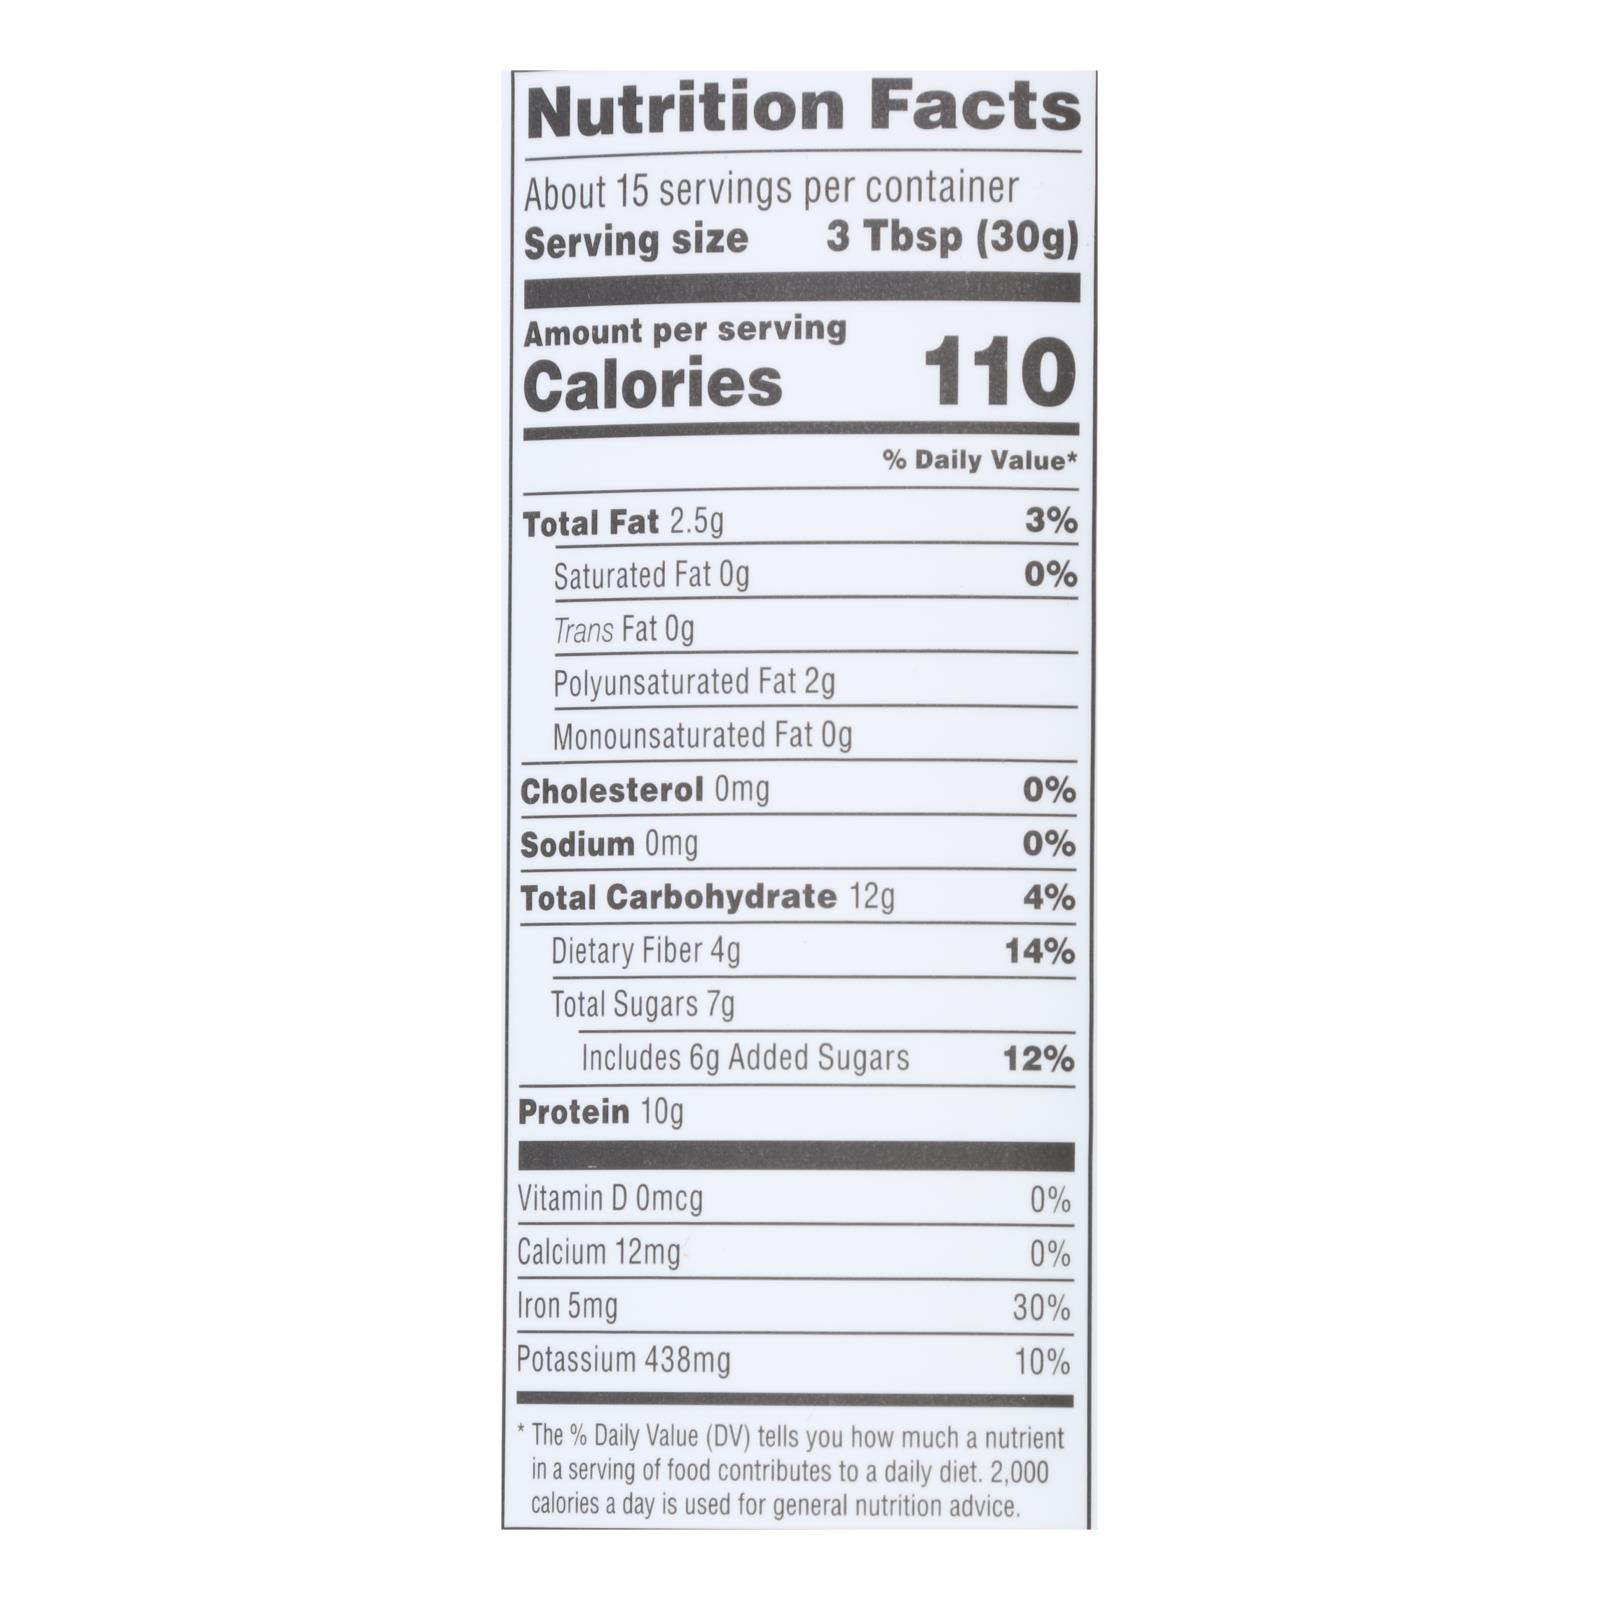 Nutrition Facts
About 15 servings per container
Serving size 3 Tbsp (30g)
Amount per serving
Calories 110
% Daily Value*
Total Fat 2.5g 3%
Saturated Fat 0g 0%
Trans Fat 0g
Polyunsaturated Fat 2g
Monounsaturated Fat 0g
Cholesterol 0mg 0%
Sodium 0mg 0%
Total Carbohydrate 12g 4%
Dietary Fiber 4g 14%
Total Sugars 7g
Includes 6g Added Sugars 12%
Protein 10g
Vitamin D 0mcg 0%
Calcium 12mg 0%
Iron 5mg 30%
Potassium 438mg 10%
* The % Daily Value (DV) tells you how much a nutrient
in a serving of food contributes to a daily diet. 2,000
calories a day is used for general nutrition advice.